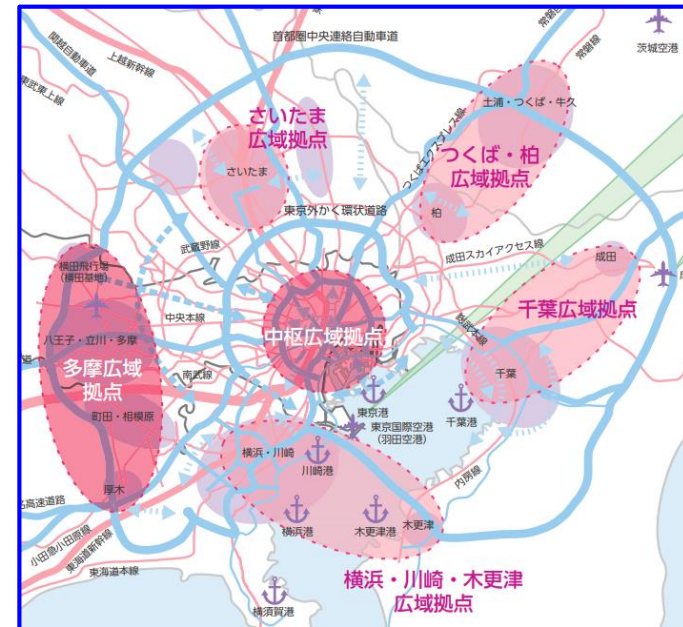 首都圏中央連絡自動車道
関越自動車道
上越新幹線
東武東上線
常磐線
茨城空港
さいたま
広域拠点
さいたま
土浦・つくば・牛久
つくばエクスプレス線
つくば・柏
広域拠点
柏
東京外かく環状道路
武蔵野線
成田スカイアクセス線
成田
横田飛行場
(横田基地)
中央本線
中枢広域拠点
総武本線
千葉広域拠点
八王子・立川・多摩
多摩広域
拠点
南武線
千葉
町田・相模原
東京港
東京国際空港
(羽田空港)
千葉港
横浜・川崎
川崎港
内房線
厚木
名高速道路
横浜港
木更津港
木更津
小田急小田原線
東海道新幹線
東海道本線
横須賀港
横浜・川崎・木更津
広域拠点